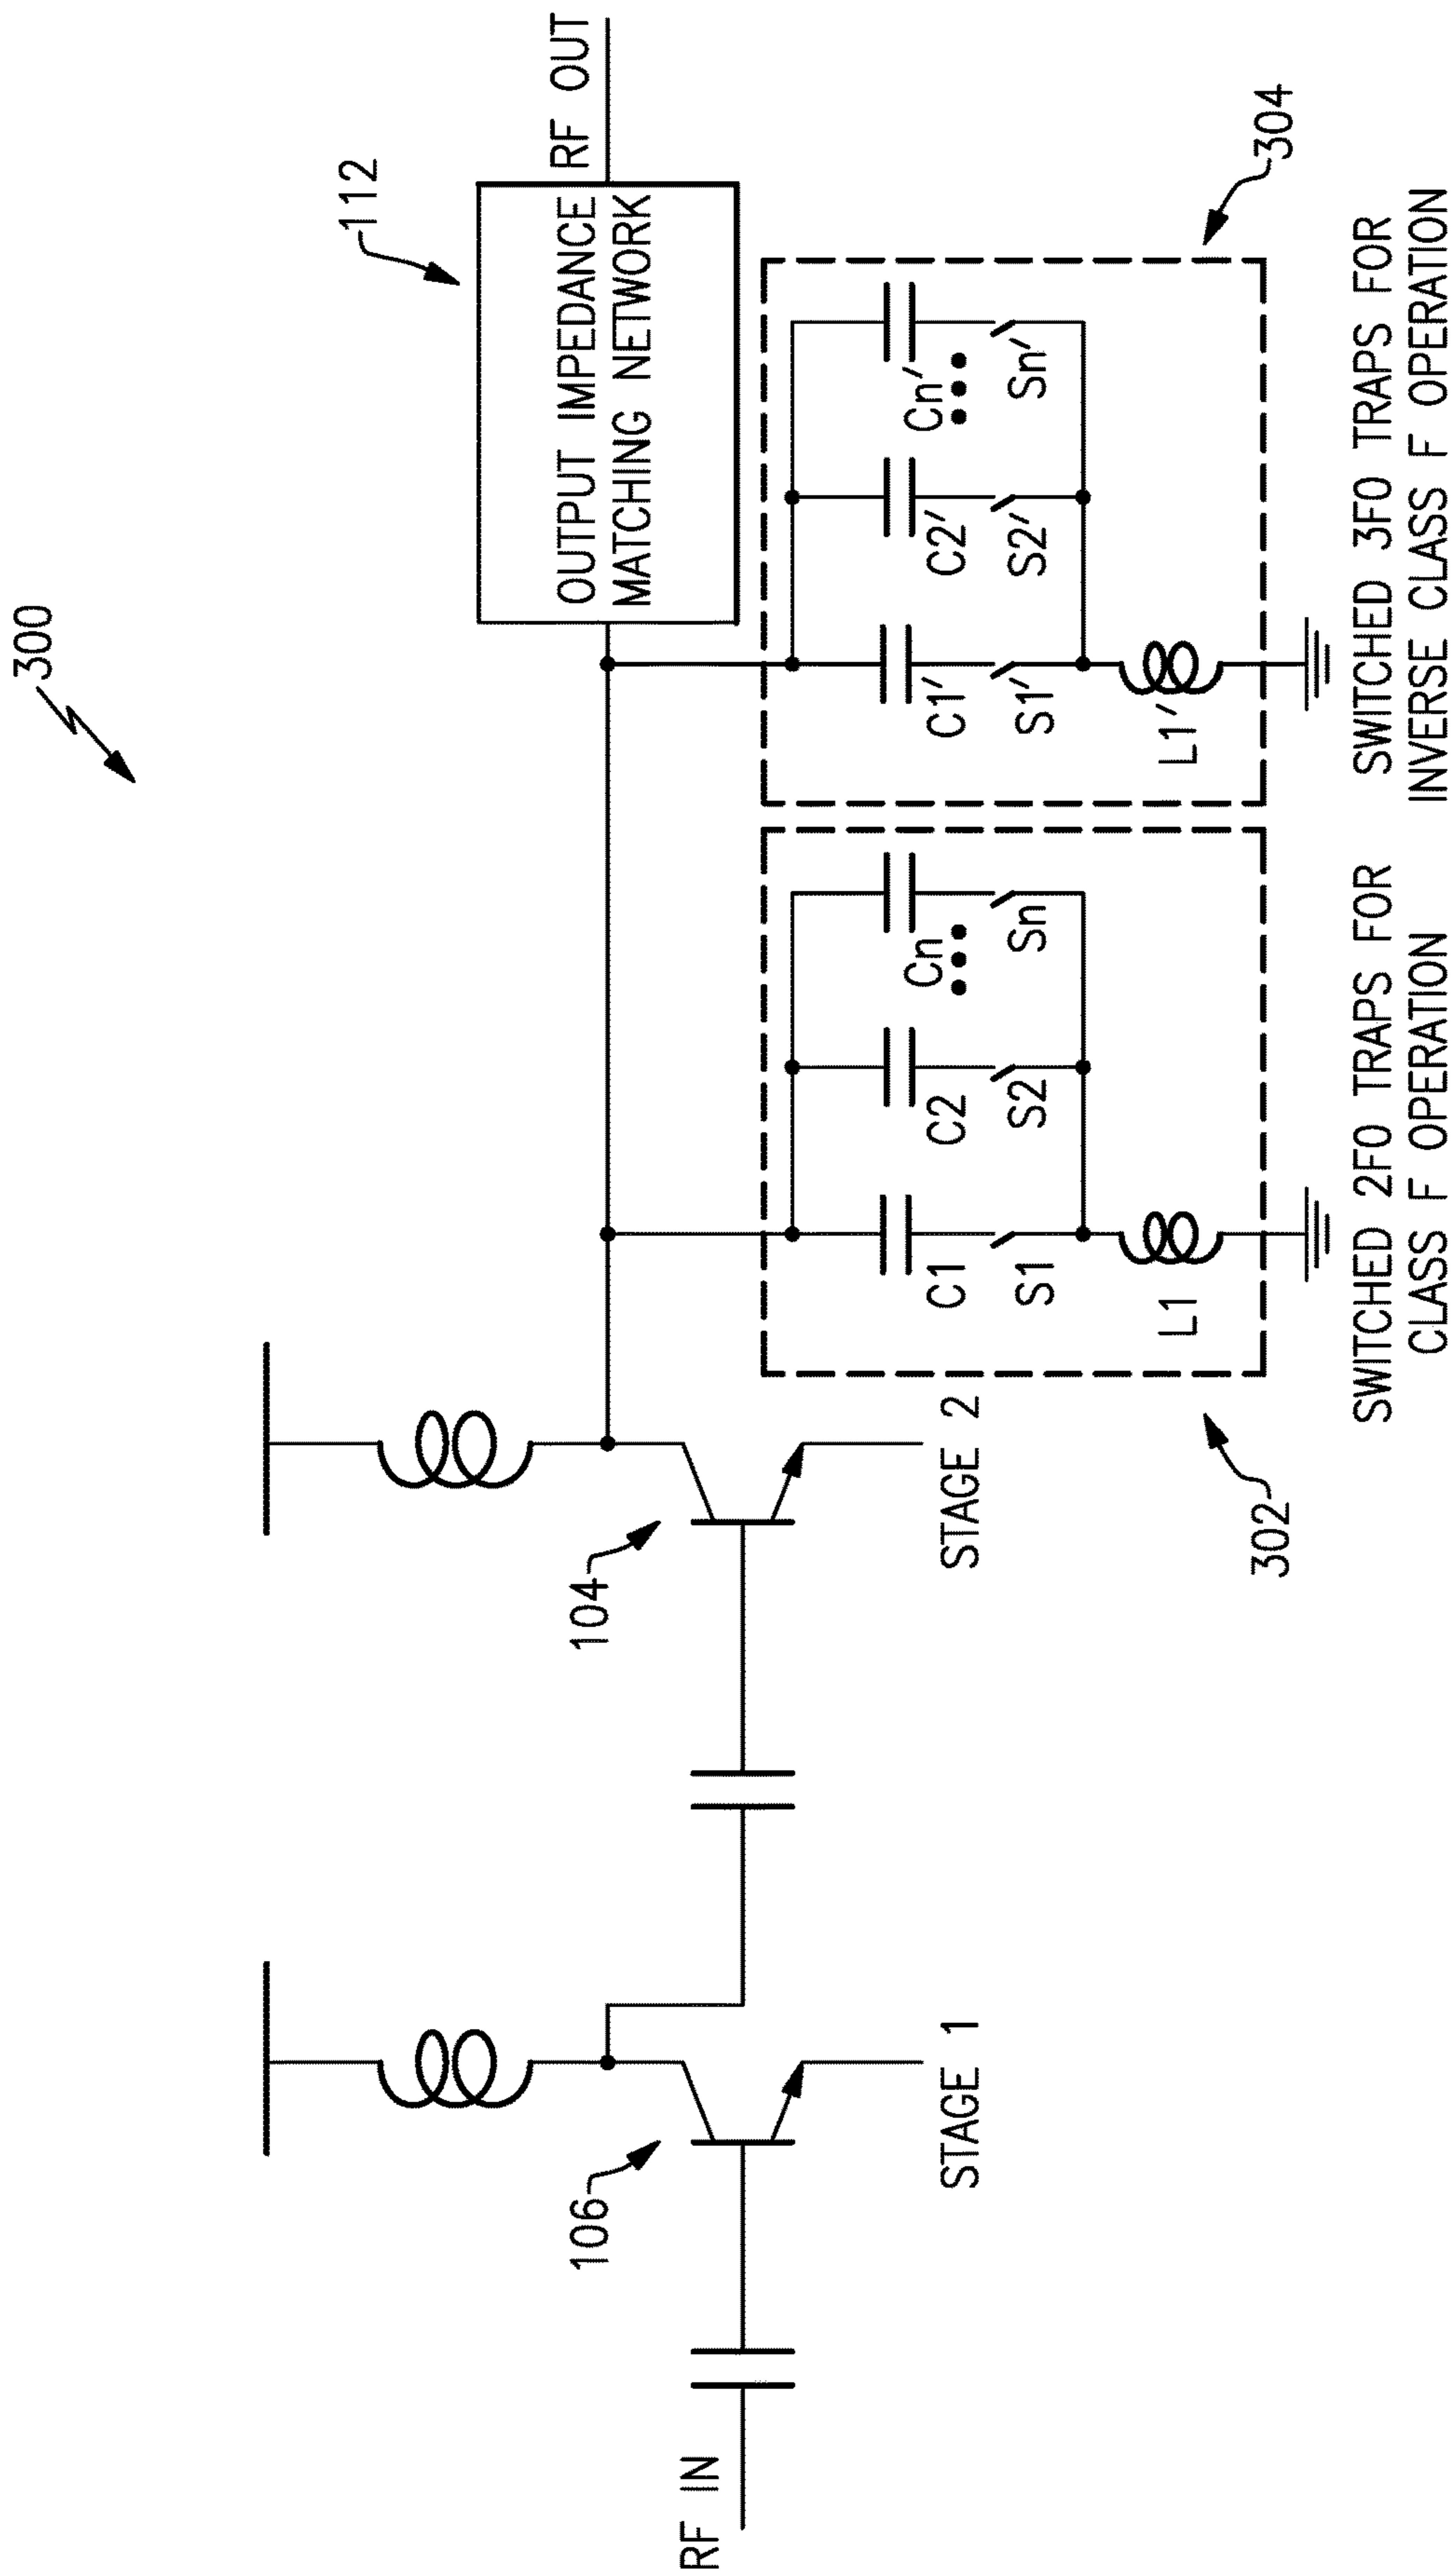 300
112
RF OUT
OUTPUT IMPEDANCE
MATCHING NETWORK
104
106
RF IN
STAGE 1
STAGE 2
C1
C2
Cn
S1
S2
Sn
L1
302
C1′
C2′
Cn′
S1′
S2′
Sn′
L1′
304
SWITCHED 2F0 TRAPS FOR
CLASS F OPERATION
SWITCHED 3F0 TRAPS FOR
INVERSE CLASS F OPERATION